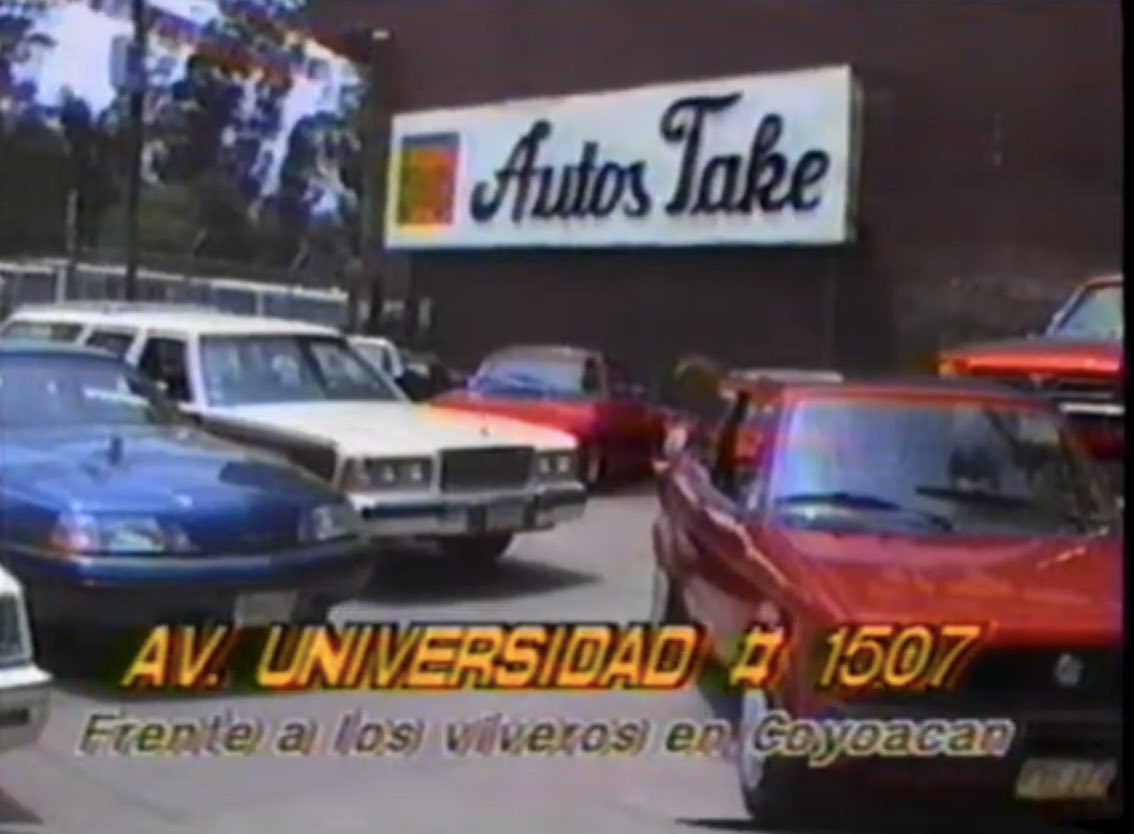 Autos Take
AV. UNIVERSIDAD # 1507
Frente a los viveros en Coyoacan